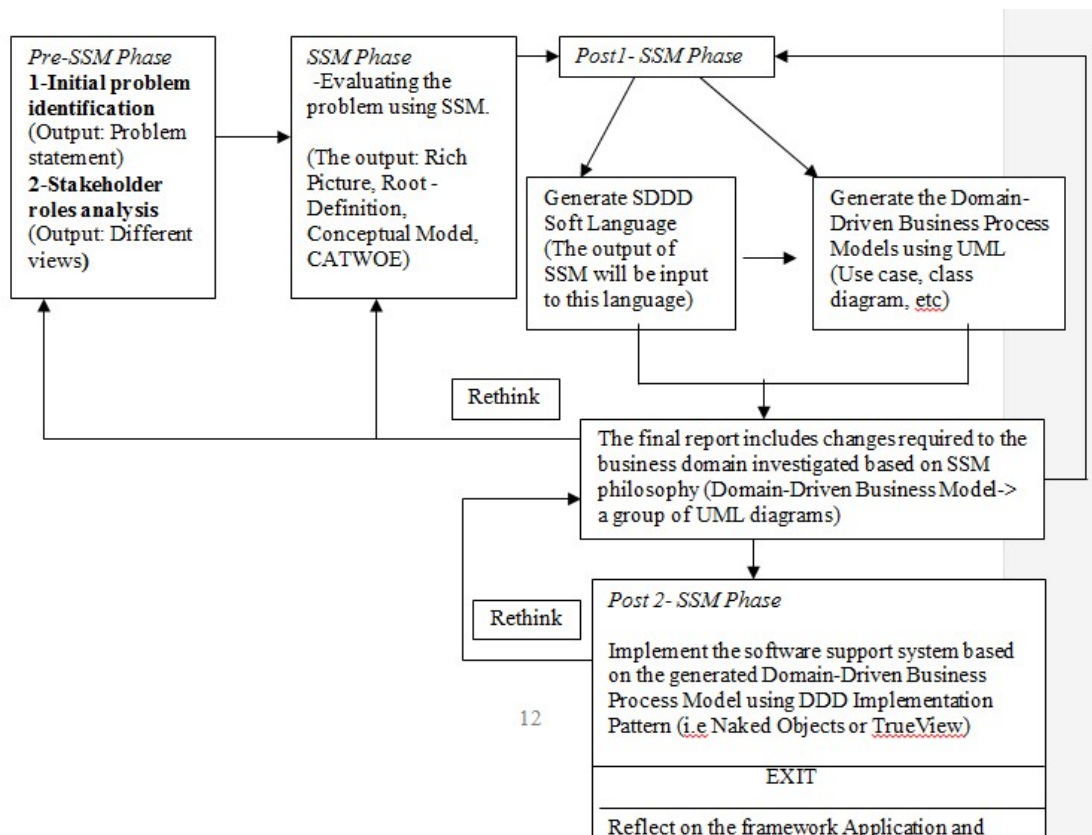 Pre-SSM Phase
1-Initial problem
identification
(Output: Problem
statement)
2-Stakeholder
roles analysis
(Output: Different
views)
SSM Phase
-Evaluating the
problem using SSM.
(The output: Rich
Picture, Root -
Definition,
Conceptual Model,
CATWOE)
Post1- SSM Phase
Generate SDDD
Soft Language
(The output of
SSM will be input
to this language)
Generate the Domain-
Driven Business Process
Models using UML
(Use case, class
diagram, etc)
Rethink
The final report includes changes required to the
business domain investigated based on SSM
philosophy (Domain-Driven Business Model->
a group of UML diagrams)
Rethink
Post 2- SSM Phase
Implement the software support system based
on the generated Domain-Driven Business
Process Model using DDD Implementation
Pattern (i.e Naked Objects or TrueView)
12
EXIT
Reflect on the framework Application and